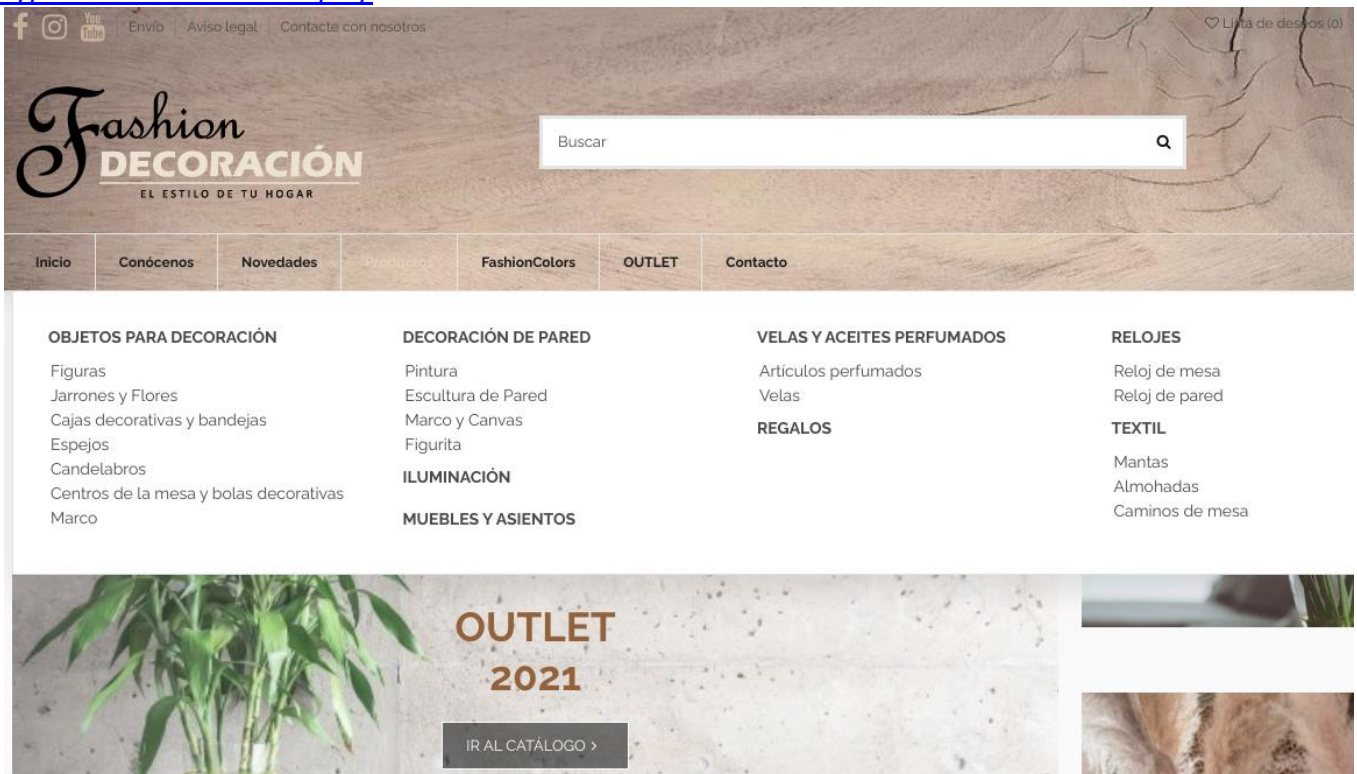 You
Tube
Envío
Aviso legal
Contacte con nosotros
Lista de deseos (0)
Fashion
DECORACIÓN
EL ESTILO DE TU HOGAR
Buscar
Inicio
Conócenos
Novedades
Productos
FashionColors
OUTLET
Contacto
OBJETOS PARA DECORACIÓN
Figuras
Jarrones y Flores
Cajas decorativas y bandejas
Espejos
Candelabros
Centros de la mesa y bolas decorativas
Marco
DECORACIÓN DE PARED
Pintura
Escultura de Pared
Marco y Canvas
Figurita
ILUMINACIÓN
MUEBLES Y ASIENTOS
VELAS Y ACEITES PERFUMADOS
Artículos perfumados
Velas
REGALOS
RELOJES
Reloj de mesa
Reloj de pared
TEXTIL
Mantas
Almohadas
Caminos de mesa
OUTLET
2021
IR AL CATÁLOGO >